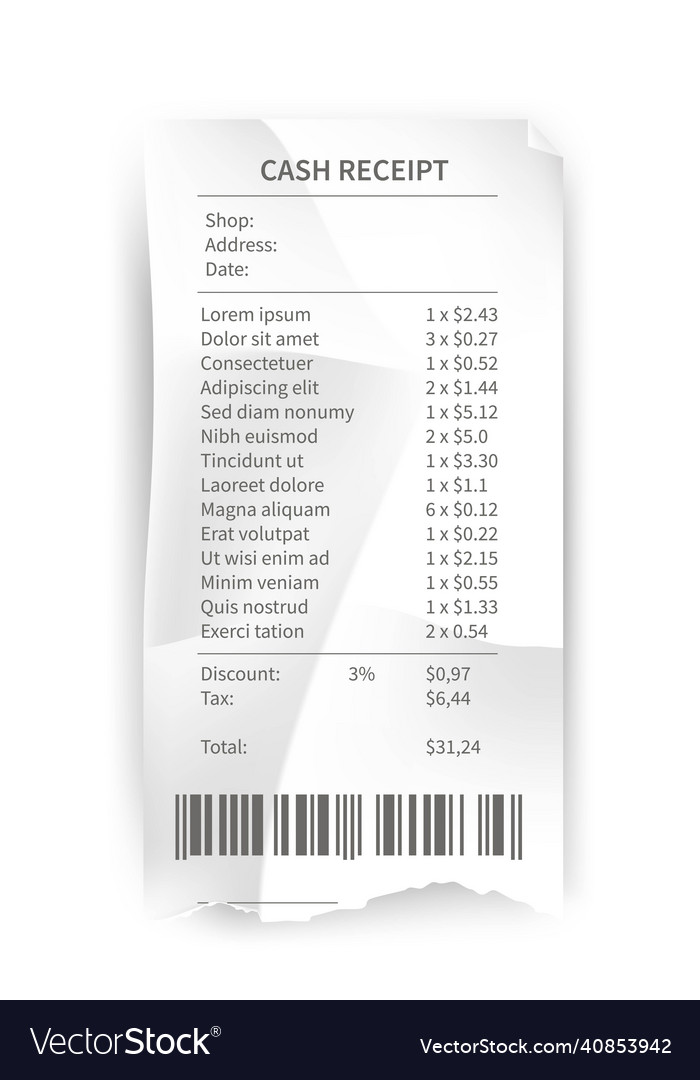 CASH RECEIPT
Shop:
Address:
Date:
Lorem ipsum 1 x $2.43
Dolor sit amet 3 x $0.27
Consectetuer 1 x $0.52
Adipiscing elit 2 x $1.44
Sed diam nonumy 1 x $5.12
Nibh euismod 2 x $5.0
Tincidunt ut 1 x $3.30
Laoreet dolore 1 x $1.1
Magna aliquam 6 x $0.12
Erat volutpat 1 x $0.22
Ut wisi enim ad 1 x $2.15
Minim veniam 1 x $0.55
Quis nostrud 1 x $1.33
Exerci tation 2 x 0.54
Discount: 3% $0,97
Tax: $6,44
Total: $31,24
VectorStock® VectorStock.com/40853942